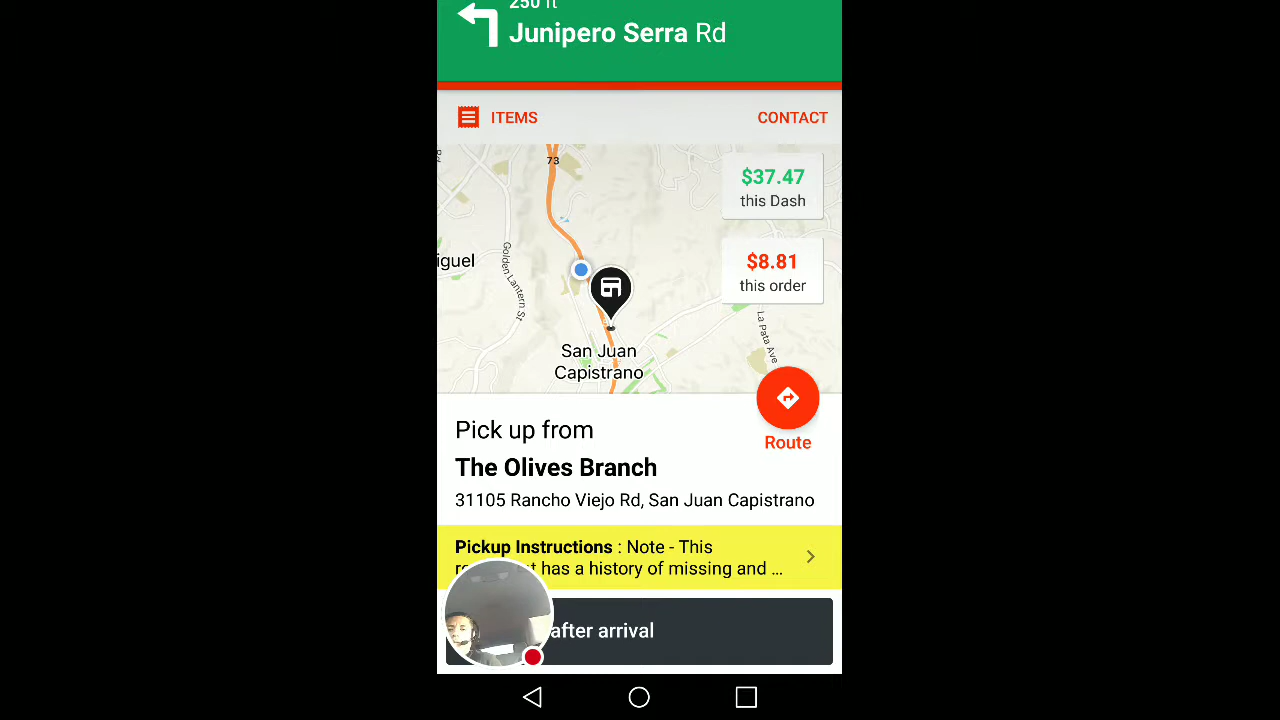 250 ft
Junipero Serra Rd
ITEMS
CONTACT
73
$37.47
this Dash
$8.81
this order
Golden Lantern St
iguel
La Pata Ave
San Juan
Capistrano
Pick up from
Route
The Olives Branch
31105 Rancho Viejo Rd, San Juan Capistrano
Pickup Instructions : Note - This
has a history of missing and ...
after arrival